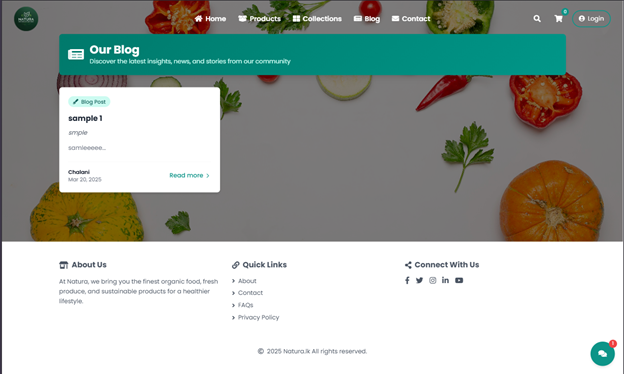 NATURA
Home Products Collections Blog Contact
0
Login
Our Blog
Discover the latest insights, news, and stories from our community
Blog Post
sample 1
smple
samleeeee...
Chalani
Mar 20, 2025
Read more
About Us
At Natura, we bring you the finest organic food, fresh
produce, and sustainable products for a healthier
lifestyle.
Quick Links
About
Contact
FAQs
Privacy Policy
Connect With Us
© 2025 Natura.lk All rights reserved.
1